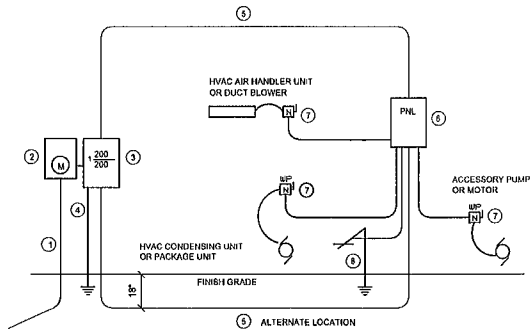 5
HVAC AIR HANDLER UNIT
OR DUCT BLOWER
N
7
PNL
6
2
M
1 200
200
3
WP
N
7
ACCESSORY PUMP
OR MOTOR
WP
N
7
4
1
HVAC CONDENSING UNIT
OR PACKAGE UNIT
8
FINISH GRADE
18"
5 ALTERNATE LOCATION